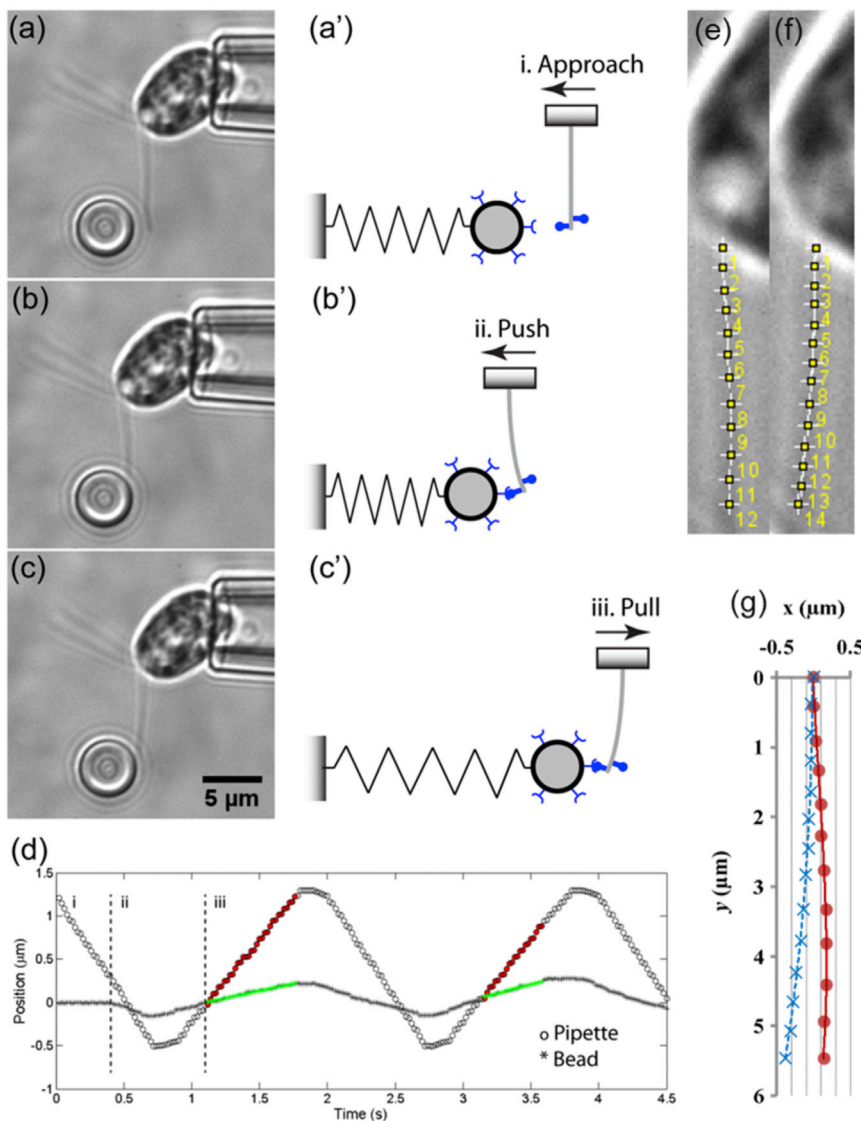 (a)
(a')
i. Approach
(b)
(b')
ii. Push
(c)
5 µm
(c')
iii. Pull
(e)
(f)
1
2
3
4
5
6
7
8
9
10
11
12
1
2
3
4
5
6
7
8
9
10
11
12
13
14
(g)
x (µm)
-0.5 0.5
0
1
2
3
4
5
6
y (µm)
(d)
i ii iii
1.5
1
0.5
0
-0.5
-1
Position (µm)
o Pipette
* Bead
0 0.5 1 1.5 2 2.5 3 3.5 4 4.5
Time (s)